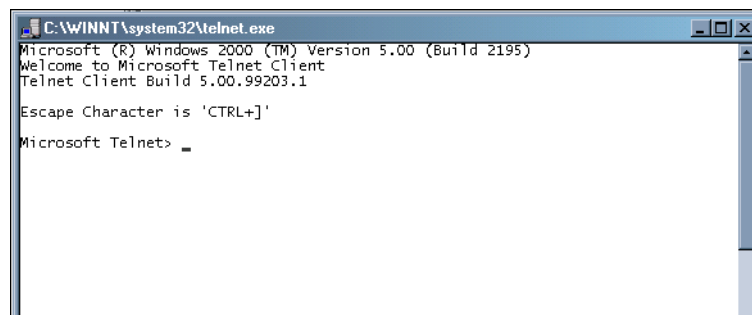 C:\WINNT\system32\telnet.exe
Microsoft (R) Windows 2000 (TM) Version 5.00 (Build 2195)
Welcome to Microsoft Telnet Client
Telnet Client Build 5.00.99203.1
Escape Character is 'CTRL+]'
Microsoft Telnet> _